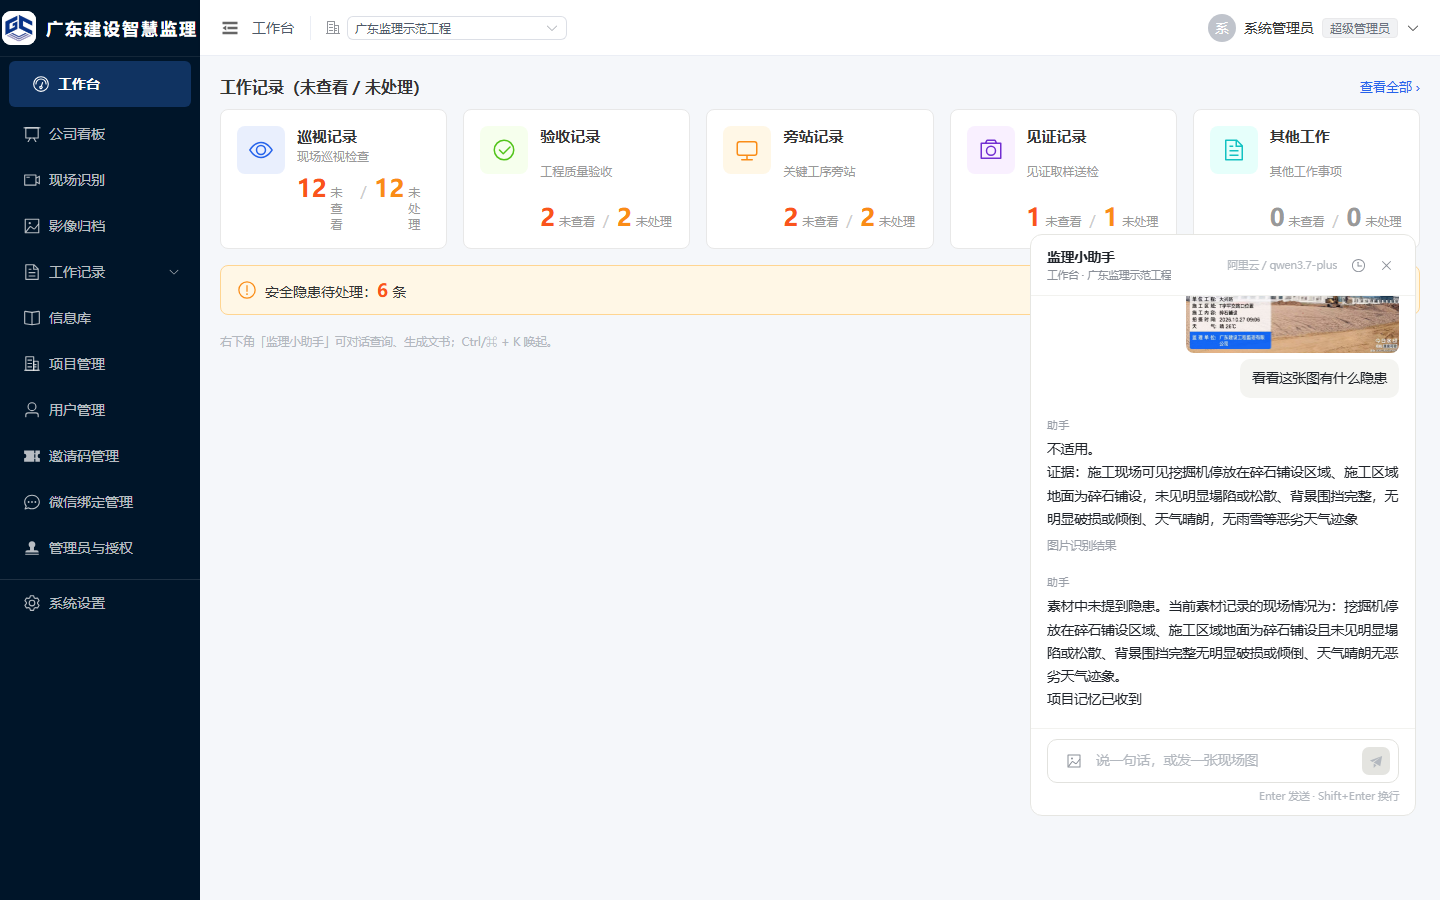 广东建设智慧监理
工作台
公司看板
现场识别
影像归档
工作记录
信息库
项目管理
用户管理
邀请码管理
微信绑定管理
管理员与授权
系统设置
工作台
广东监理示范工程
系 系统管理员 超级管理员
工作记录（未查看 / 未处理）
查看全部 ›
巡视记录
现场巡视检查
12 未查看 / 12 未处理
验收记录
工程质量验收
2 未查看 / 2 未处理
旁站记录
关键工序旁站
2 未查看 / 2 未处理
见证记录
见证取样送检
1 未查看 / 1 未处理
其他工作
其他工作事项
0 未查看 / 0 未处理
安全隐患待处理：6 条
右下角「监理小助手」可对话查询、生成文书；Ctrl/⌘ + K 唤起。
监理小助手
工作台 · 广东监理示范工程
阿里云 / qwen3.7-plus
施工内容：碎石铺设
拍摄时间：2026.10.27 09:06
天 气：晴 26℃
看看这张图有什么隐患
助手
不适用。
证据：施工现场可见挖掘机停放在碎石铺设区域、施工区域
地面为碎石铺设，未见明显塌陷或松散、背景围挡完整，无
明显破损或倾倒、天气晴朗，无雨雪等恶劣天气迹象
图片识别结果
助手
素材中未提到隐患。当前素材记录的现场情况为：挖掘机停
放在碎石铺设区域、施工区域地面为碎石铺设且未见明显塌
陷或松散、背景围挡完整无明显破损或倾倒、天气晴朗无恶
劣天气迹象。
项目记忆已收到
说一句话，或发一张现场图
Enter 发送 · Shift+Enter 换行